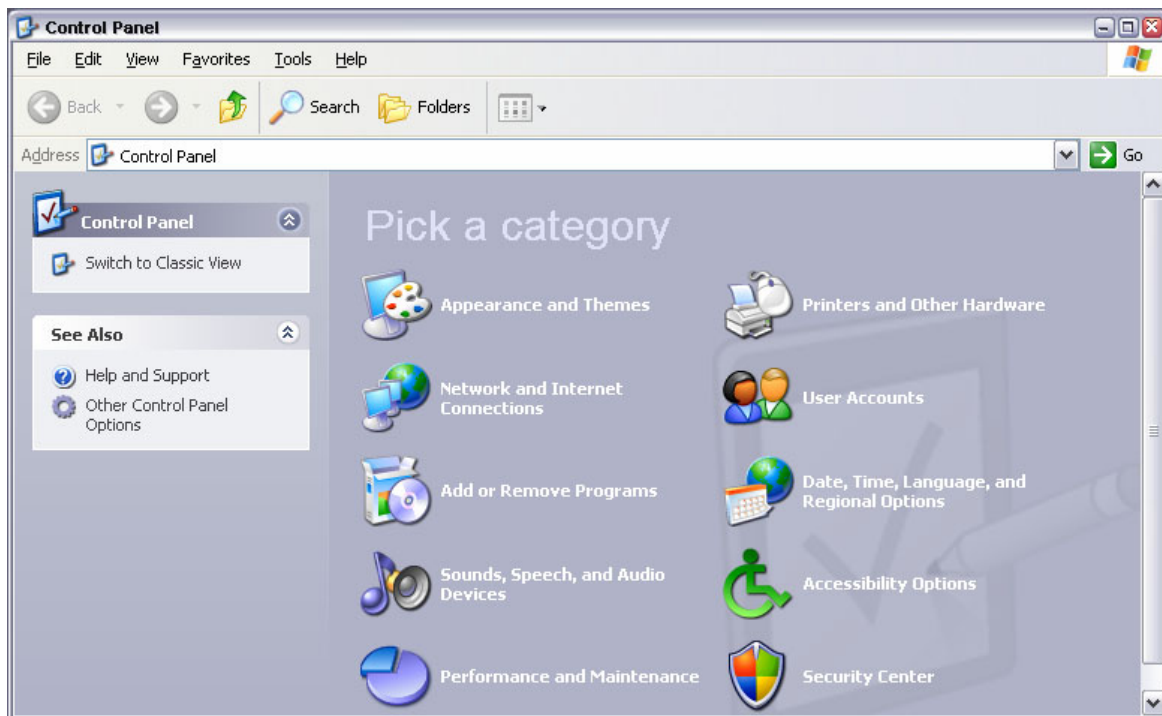 Control Panel
File Edit View Favorites Tools Help
Back Search Folders
Address Control Panel Go
Control Panel
Switch to Classic View
See Also
Help and Support
Other Control Panel
Options
Pick a category
Appearance and Themes
Printers and Other Hardware
Network and Internet
Connections
User Accounts
Add or Remove Programs
Date, Time, Language, and
Regional Options
Sounds, Speech, and Audio
Devices
Accessibility Options
Performance and Maintenance
Security Center